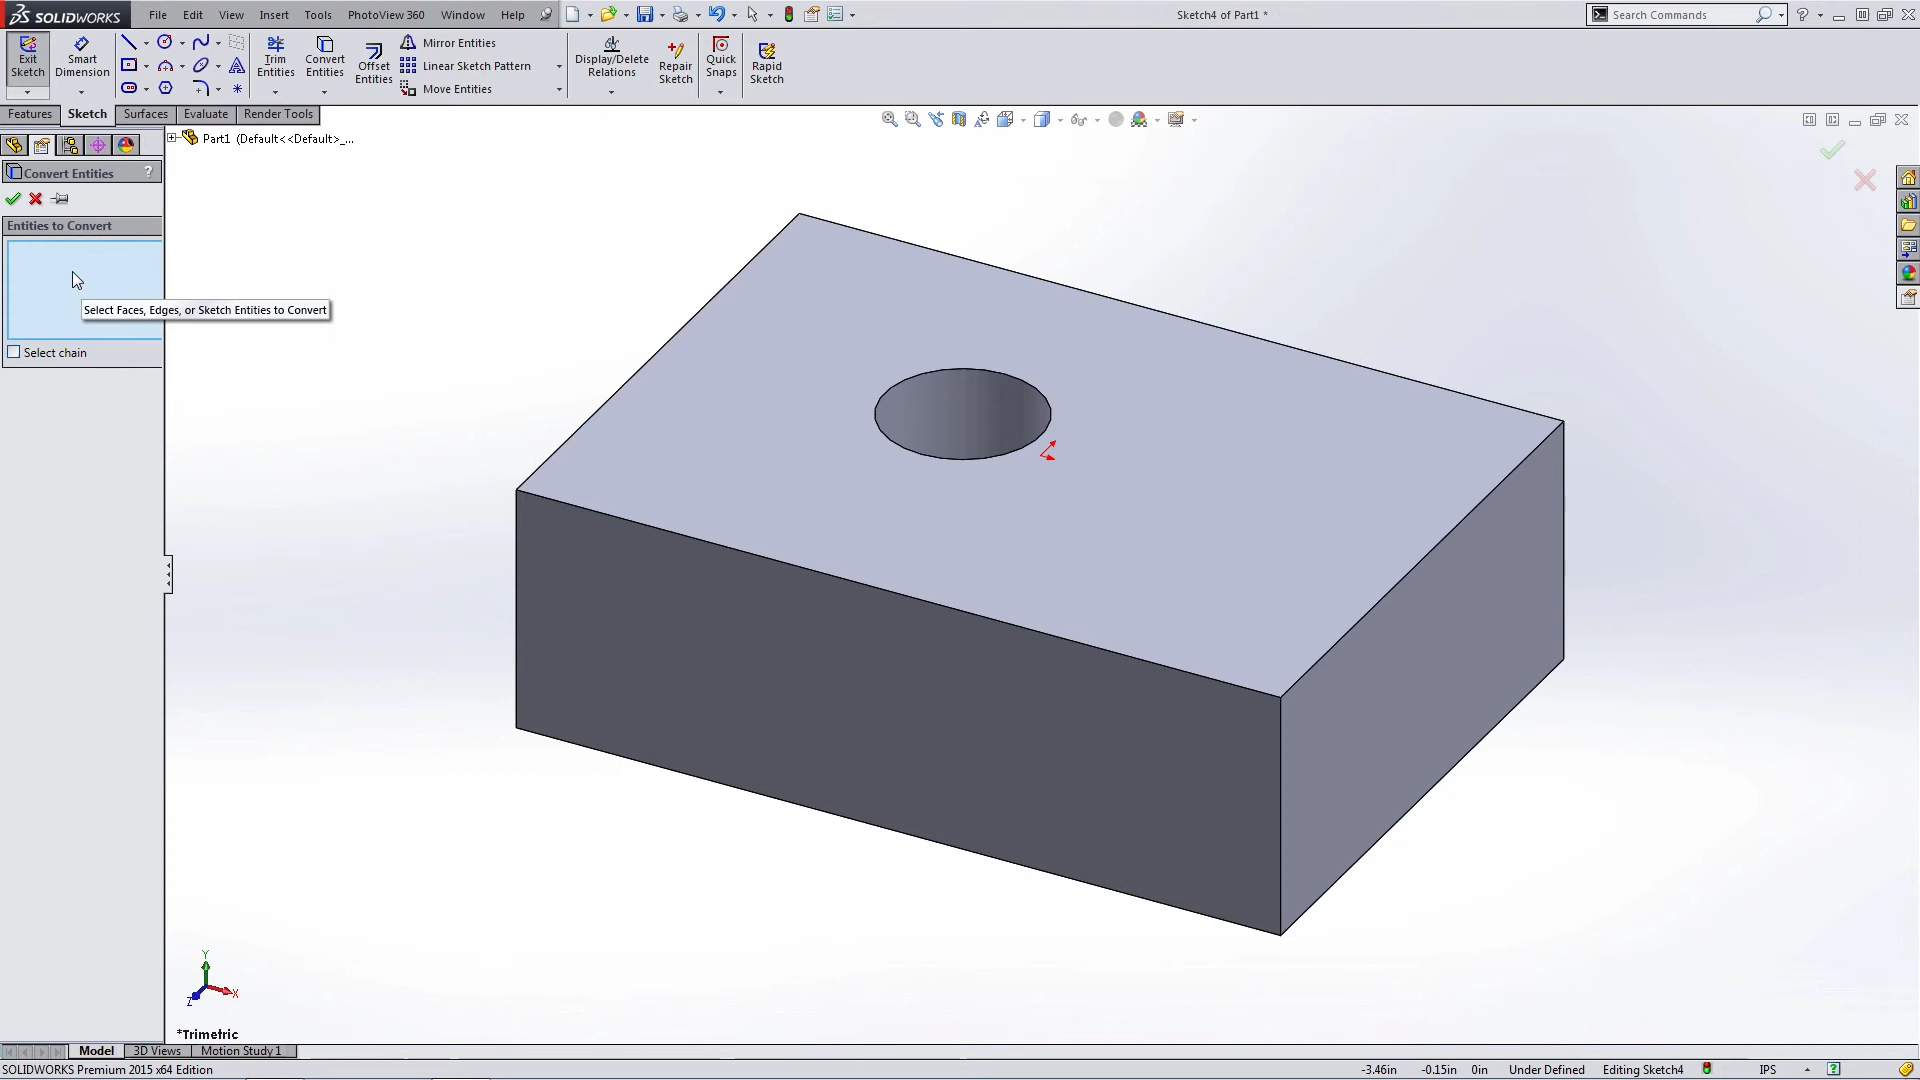 SOLIDWORKS File Edit View Insert Tools PhotoView 360 Window Help Sketch4 of Part1 * Search Commands
Exit Sketch
Smart Dimension
Trim Entities
Convert Entities
Offset Entities
Mirror Entities
Linear Sketch Pattern
Move Entities
Display/Delete Relations
Repair Sketch
Quick Snaps
Rapid Sketch
Features Sketch Surfaces Evaluate Render Tools
Part1 (Default<<Default>_...
Convert Entities ?
Entities to Convert
Select Faces, Edges, or Sketch Entities to Convert
Select chain
Y
Z X
*Trimetric
Model 3D Views Motion Study 1
SOLIDWORKS Premium 2015 x64 Edition -3.46in -0.15in 0in Under Defined Editing Sketch4 IPS ?